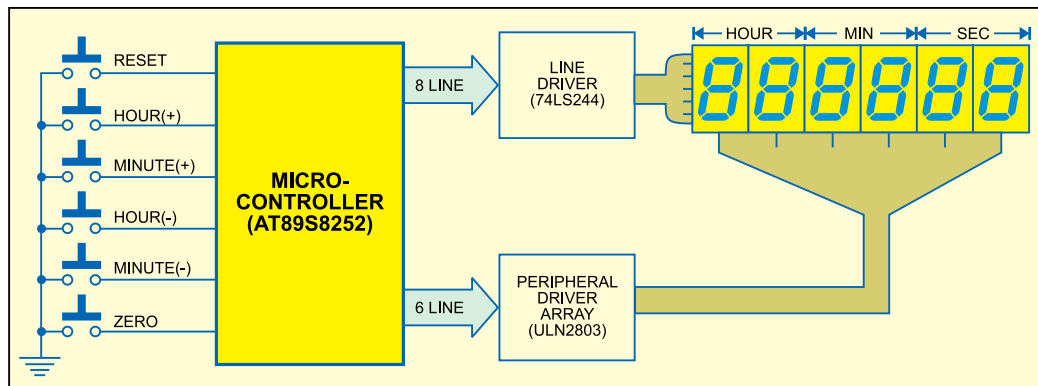 RESET
HOUR(+)
MINUTE(+)
HOUR(-)
MINUTE(-)
ZERO
MICRO-
CONTROLLER
(AT89S8252)
8 LINE
6 LINE
LINE
DRIVER
(74LS244)
PERIPHERAL
DRIVER
ARRAY
(ULN2803)
HOUR MIN SEC
888888